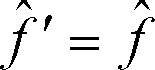 f̂′ = f̂